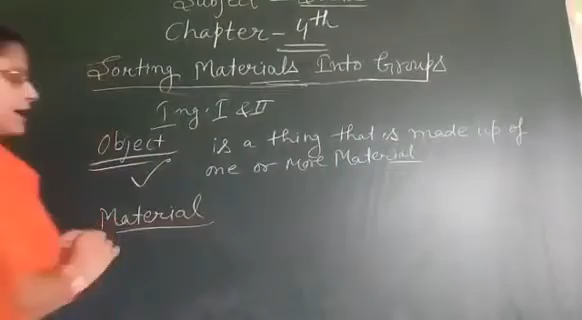 Subject -
Chapter - 4th
Sorting Materials Into Groups
Ing. I & II
Object is a thing that is made up of
one or more Material
Material